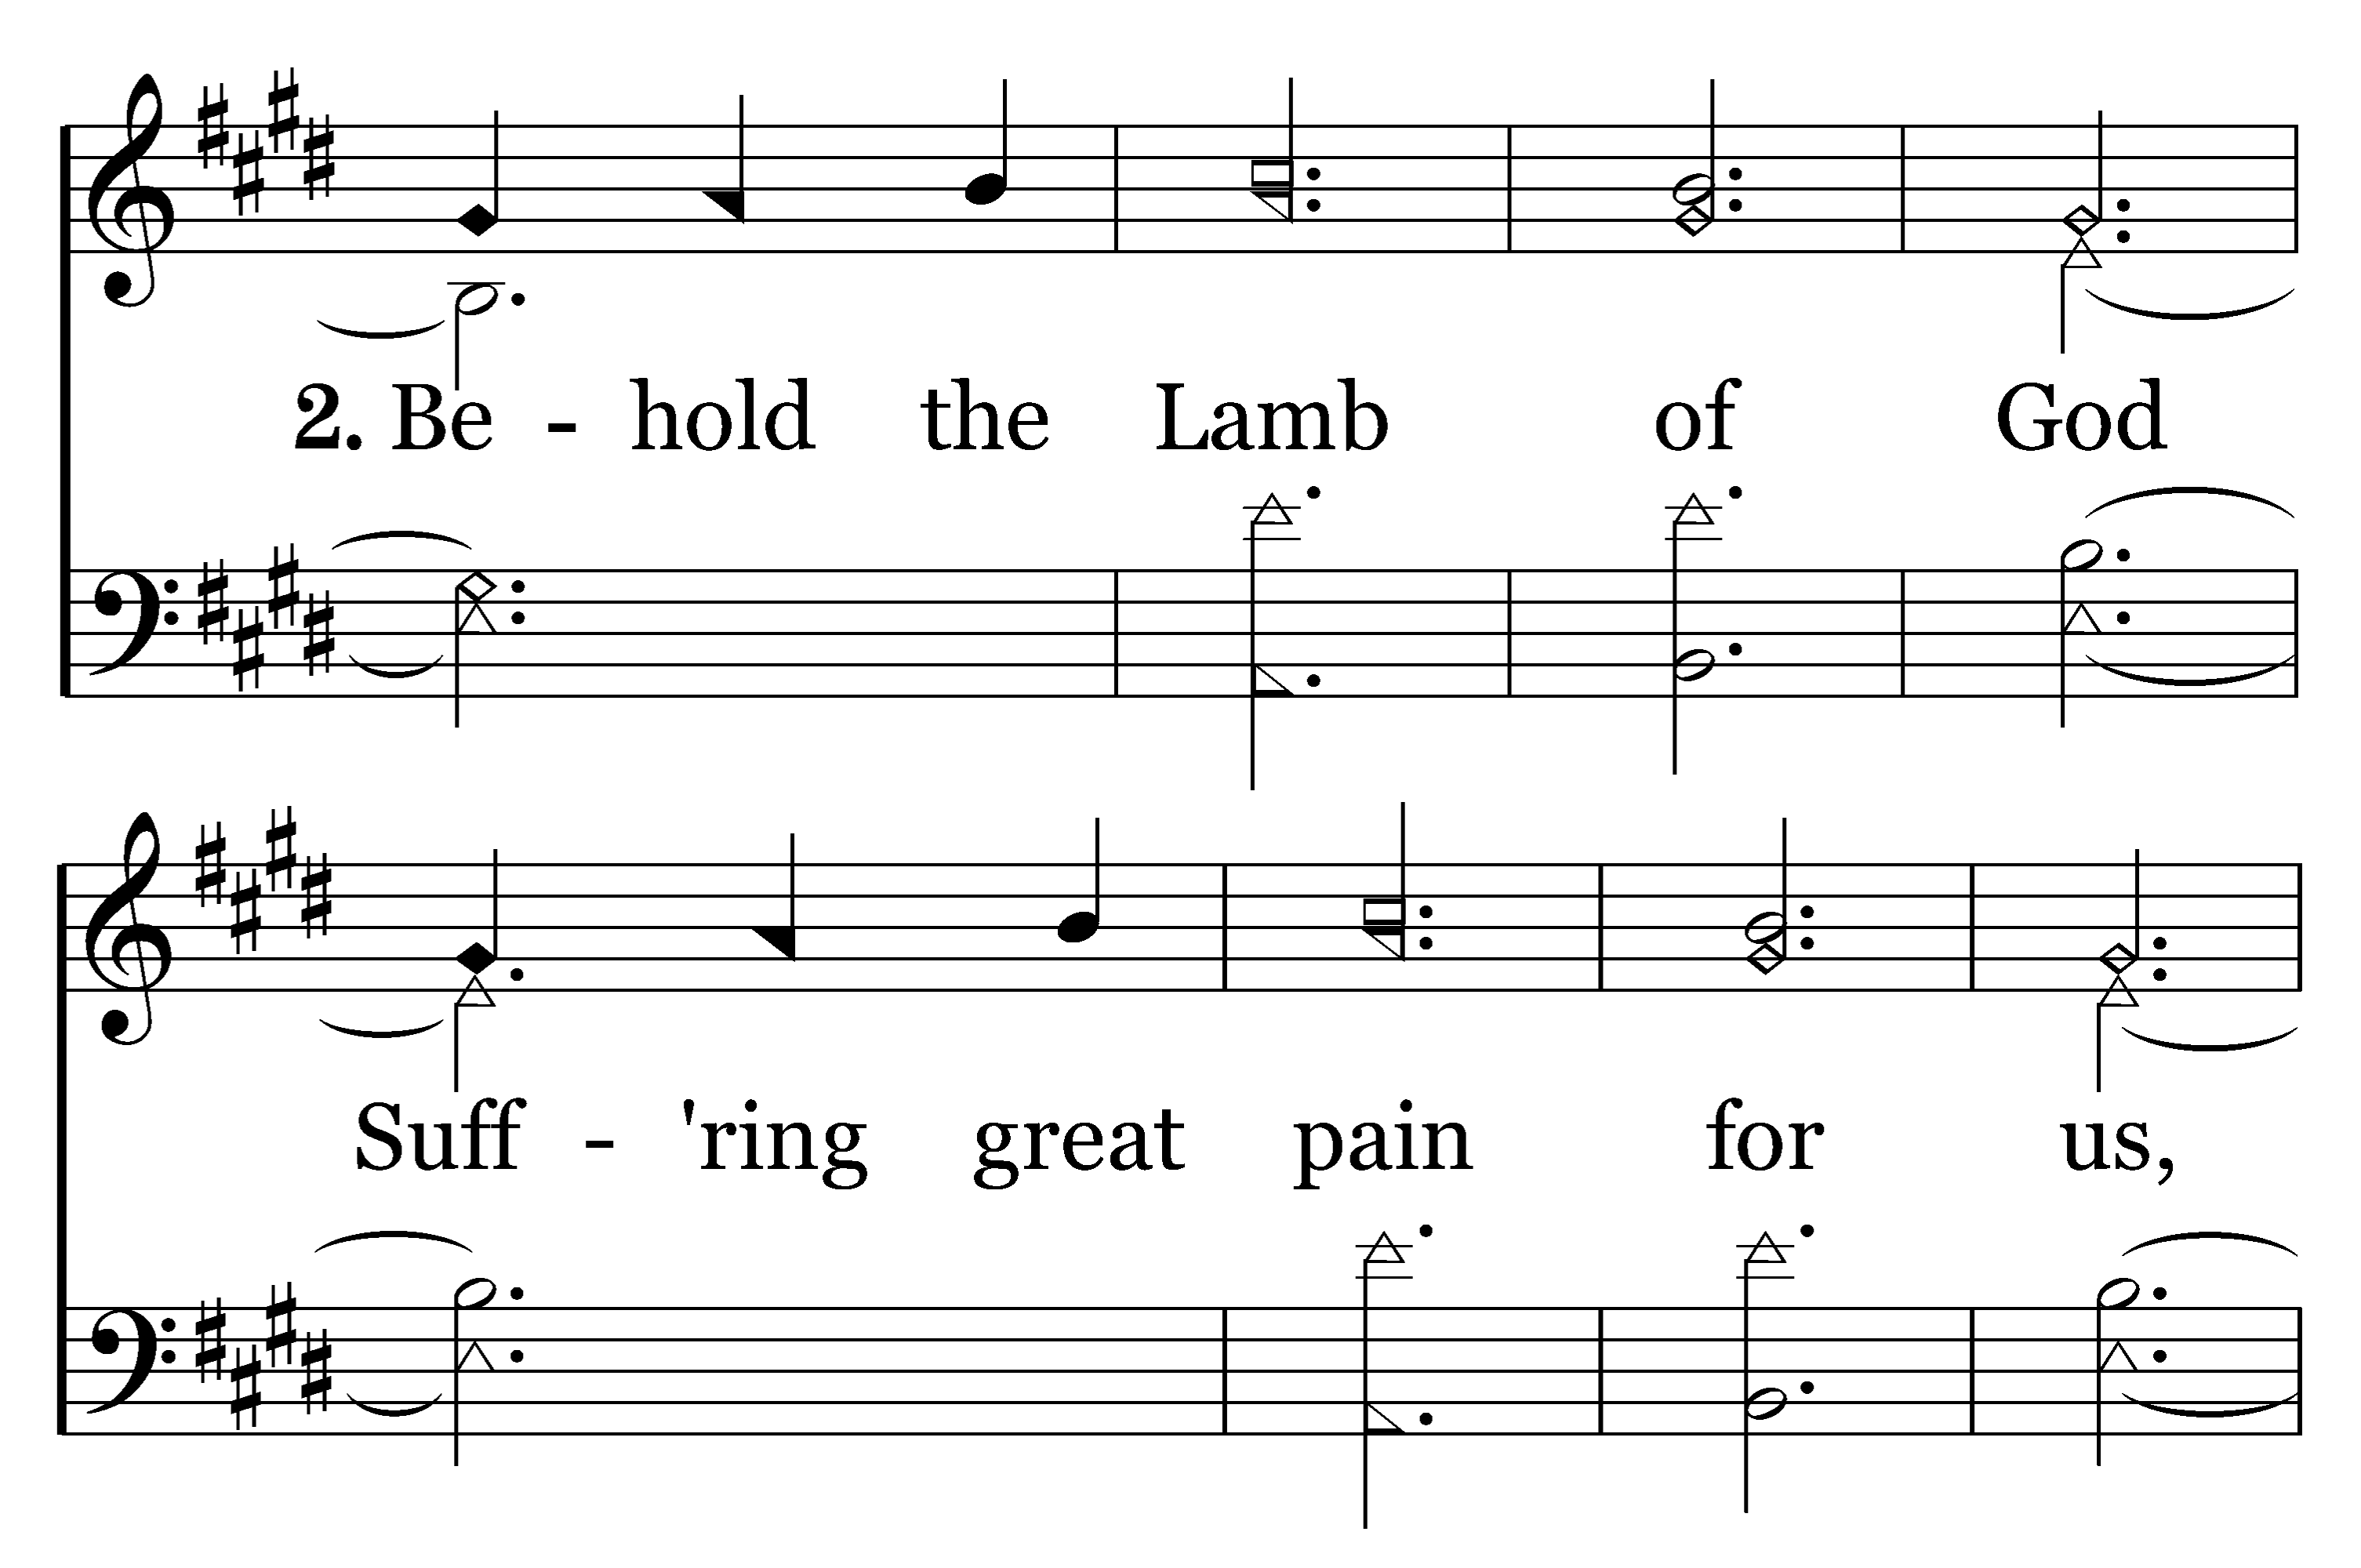 2. Be - hold the Lamb of God
Suff - 'ring great pain for us,